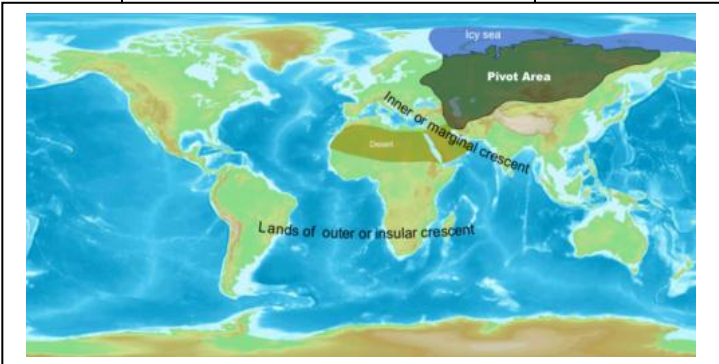 Icy sea
Pivot Area
Inner or marginal crescent
Desert
Lands of outer or insular crescent